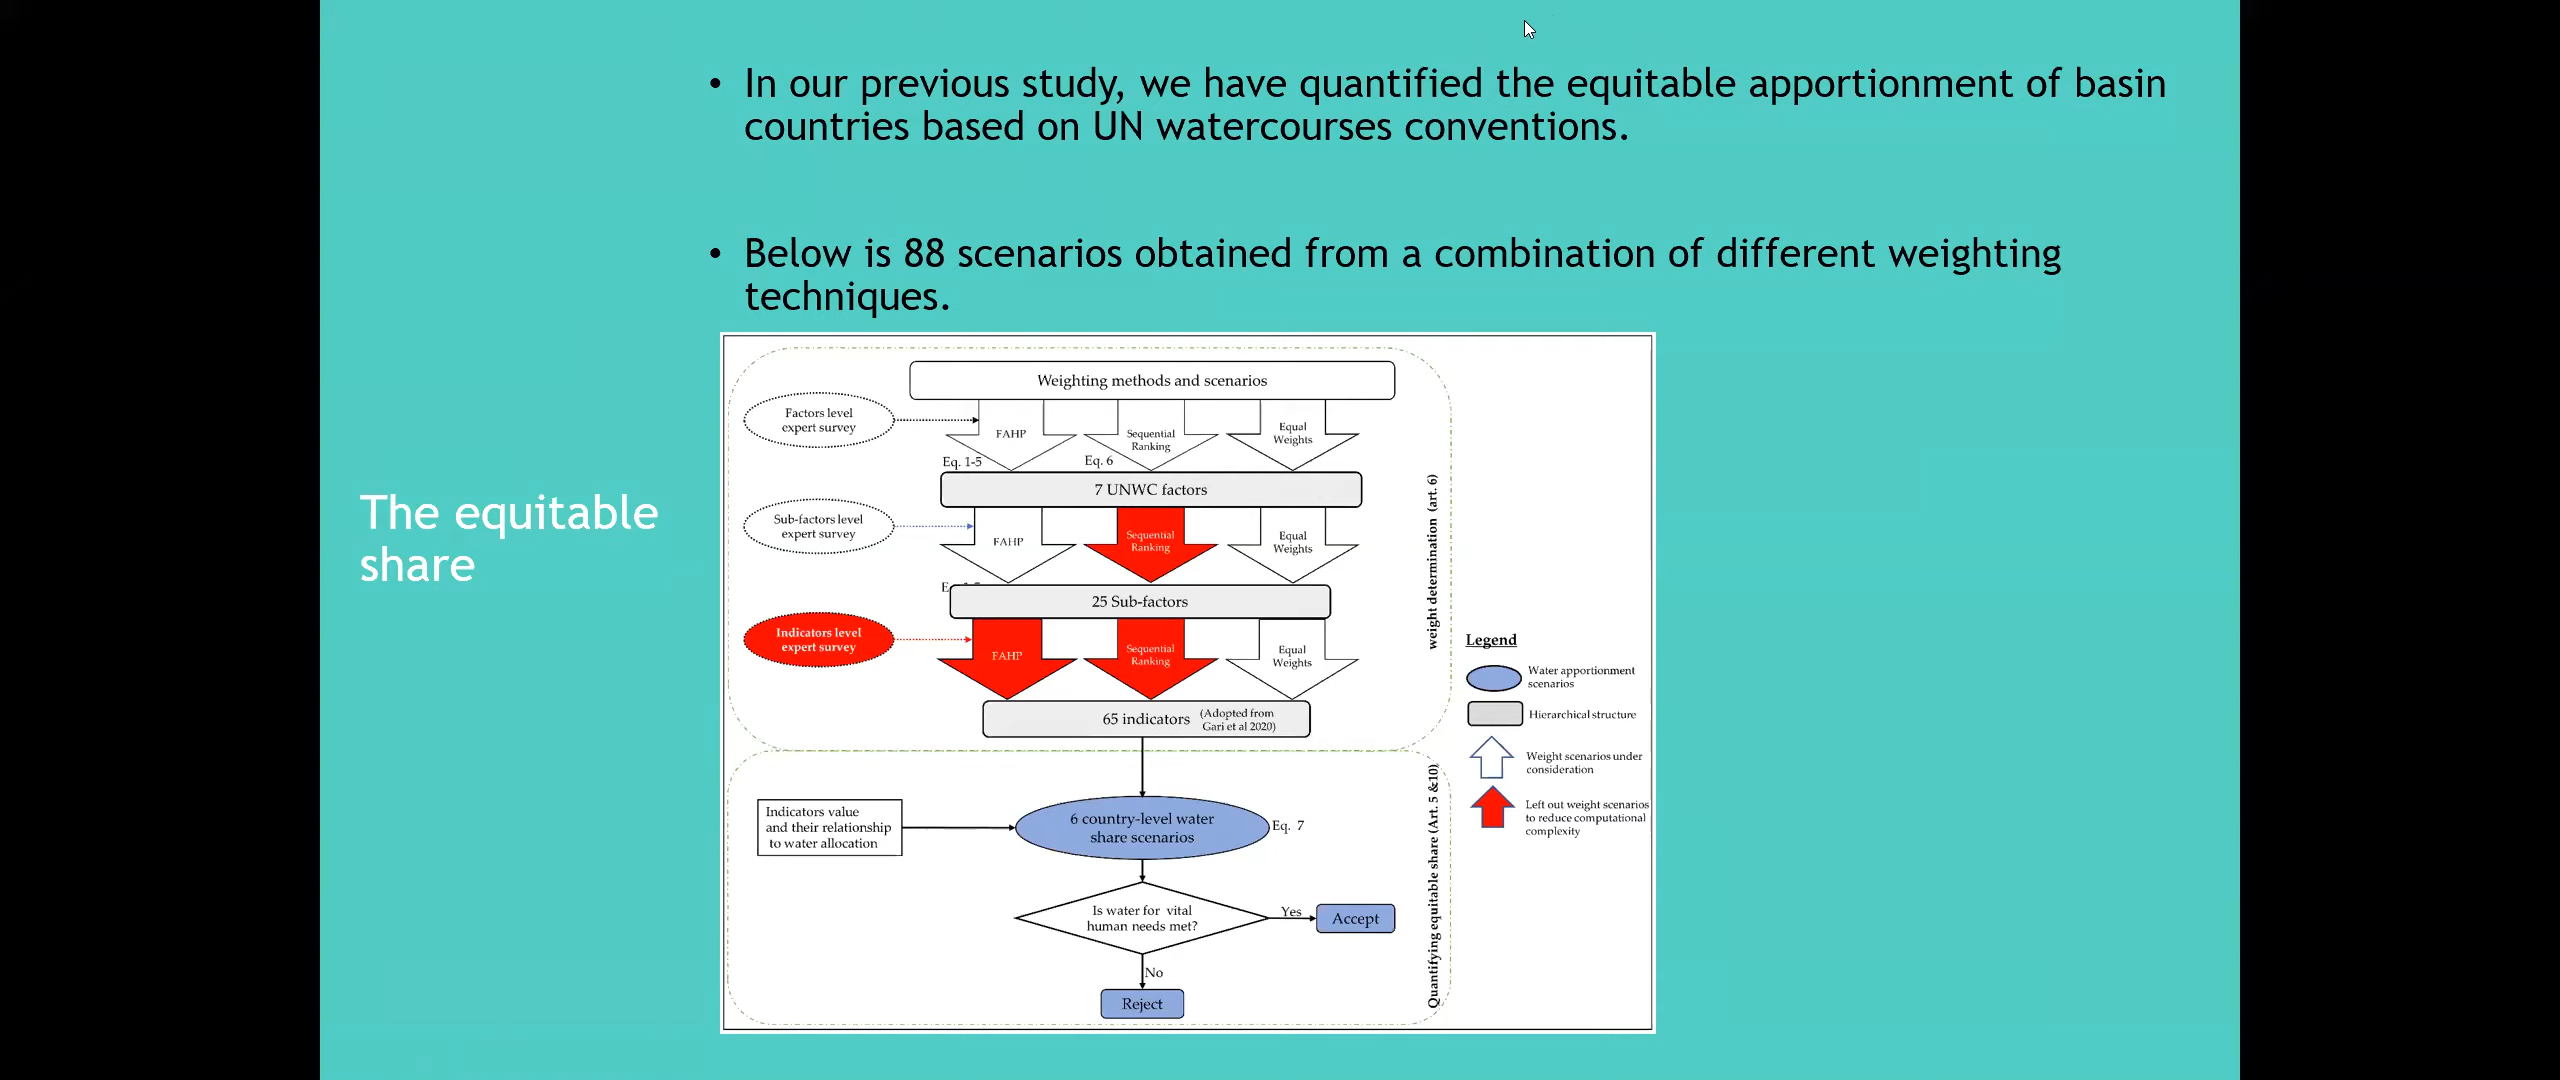 • In our previous study, we have quantified the equitable apportionment of basin
countries based on UN watercourses conventions.
• Below is 88 scenarios obtained from a combination of different weighting
techniques.
The equitable
share
Weighting methods and scenarios
Factors level
expert survey
FAHP
Sequential
Ranking
Equal
Weights
Eq. 1-5
Eq. 6
7 UNWC factors
Sub-factors level
expert survey
FAHP
Sequential
Ranking
Equal
Weights
25 Sub-factors
Indicators level
expert survey
FAHP
Sequential
Ranking
Equal
Weights
65 indicators
(Adopted from
Gari et al 2020)
weight determination (art. 6)
Indicators value
and their relationship
to water allocation
6 country-level water
share scenarios
Eq. 7
Is water for vital
human needs met?
Yes
Accept
No
Reject
Quantifying equitable share (Art. 5 &10)
Legend
Water apportionment
scenarios
Hierarchical structure
Weight scenarios under
consideration
Left out weight scenarios
to reduce computational
complexity